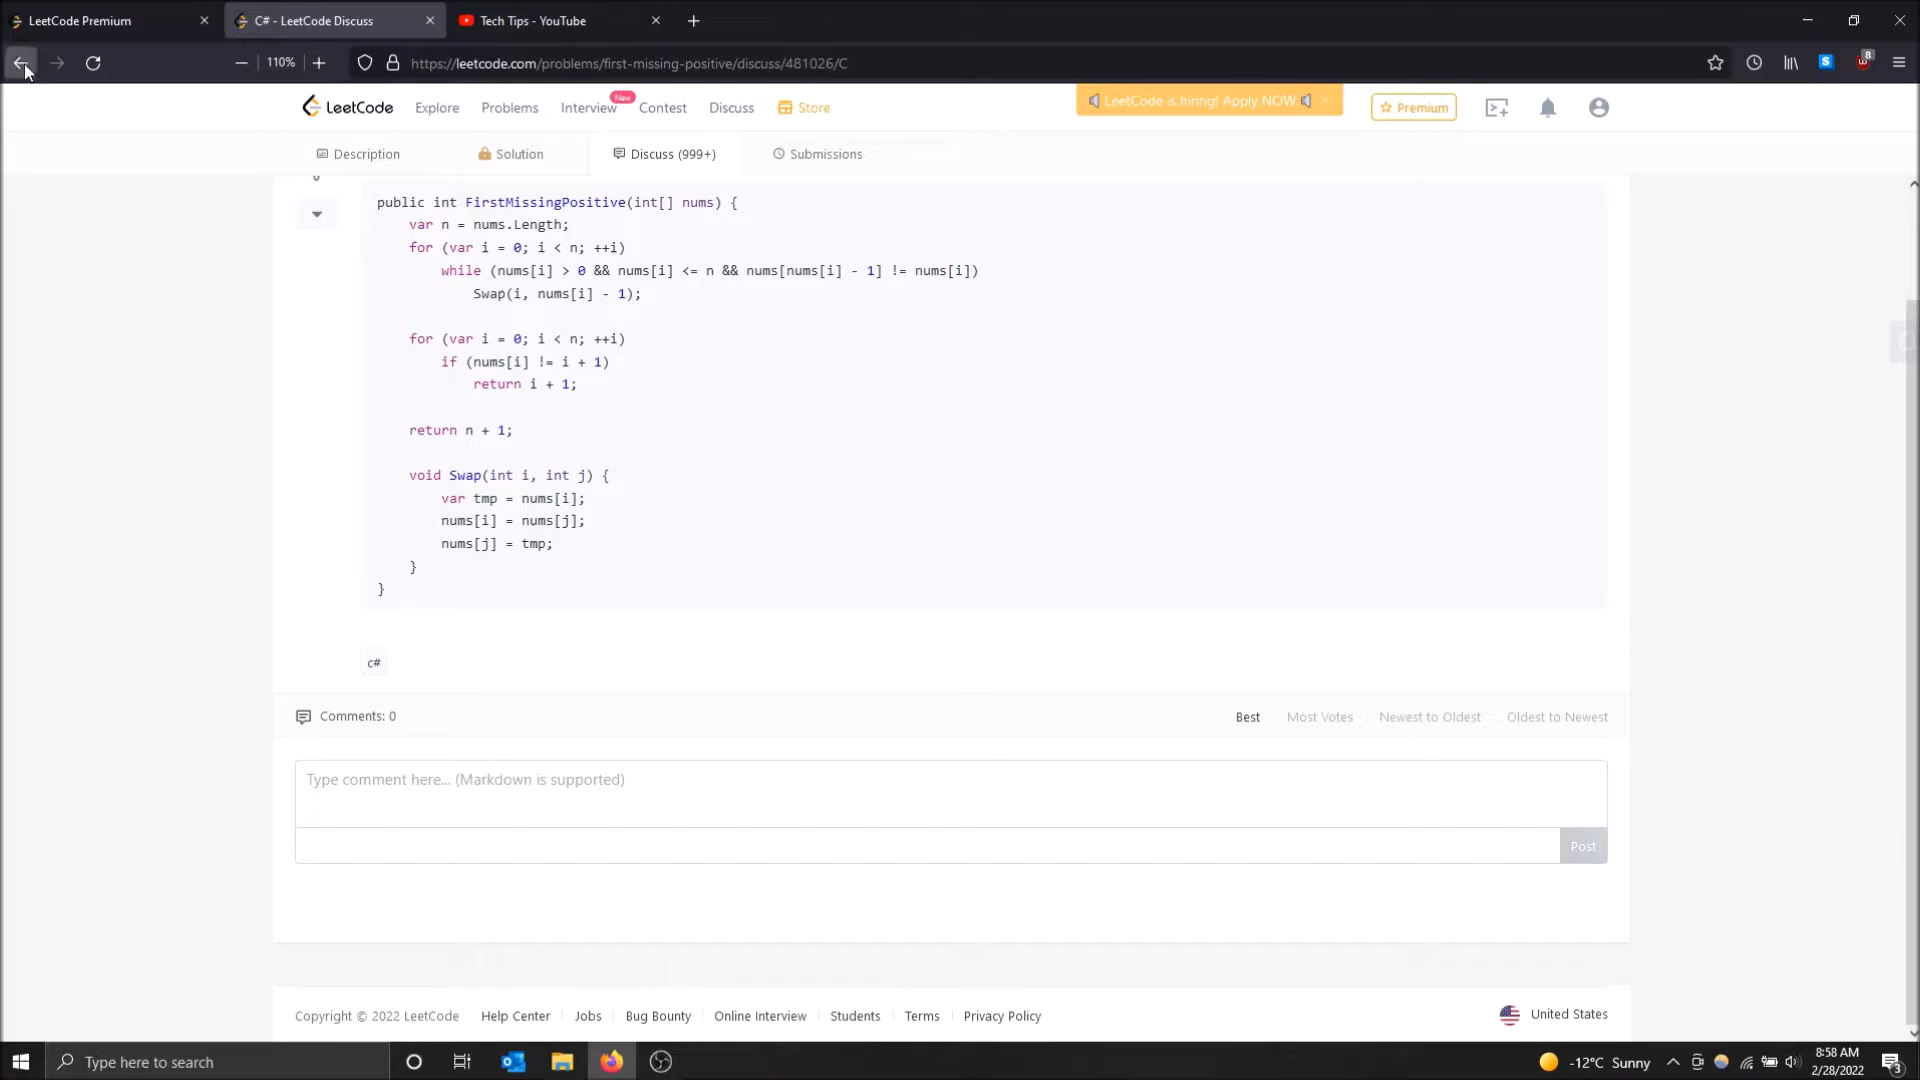 LeetCode Premium
C# - LeetCode Discuss
Tech Tips - YouTube
110%
https://leetcode.com/problems/first-missing-positive/discuss/481026/C
8
LeetCode
Explore
Problems
Interview
New
Contest
Discuss
Store
LeetCode is hiring! Apply NOW.
Premium
Description
Solution
Discuss (999+)
Submissions
public int FirstMissingPositive(int[] nums) {
var n = nums.Length;
for (var i = 0; i < n; ++i)
while (nums[i] > 0 && nums[i] <= n && nums[nums[i] - 1] != nums[i])
Swap(i, nums[i] - 1);
for (var i = 0; i < n; ++i)
if (nums[i] != i + 1)
return i + 1;
return n + 1;
void Swap(int i, int j) {
var tmp = nums[i];
nums[i] = nums[j];
nums[j] = tmp;
}
}
c#
Comments: 0
Best
Most Votes
Newest to Oldest
Oldest to Newest
Type comment here... (Markdown is supported)
Post
Copyright © 2022 LeetCode
Help Center
Jobs
Bug Bounty
Online Interview
Students
Terms
Privacy Policy
United States
Type here to search
-12°C Sunny
8:58 AM
2/28/2022
3